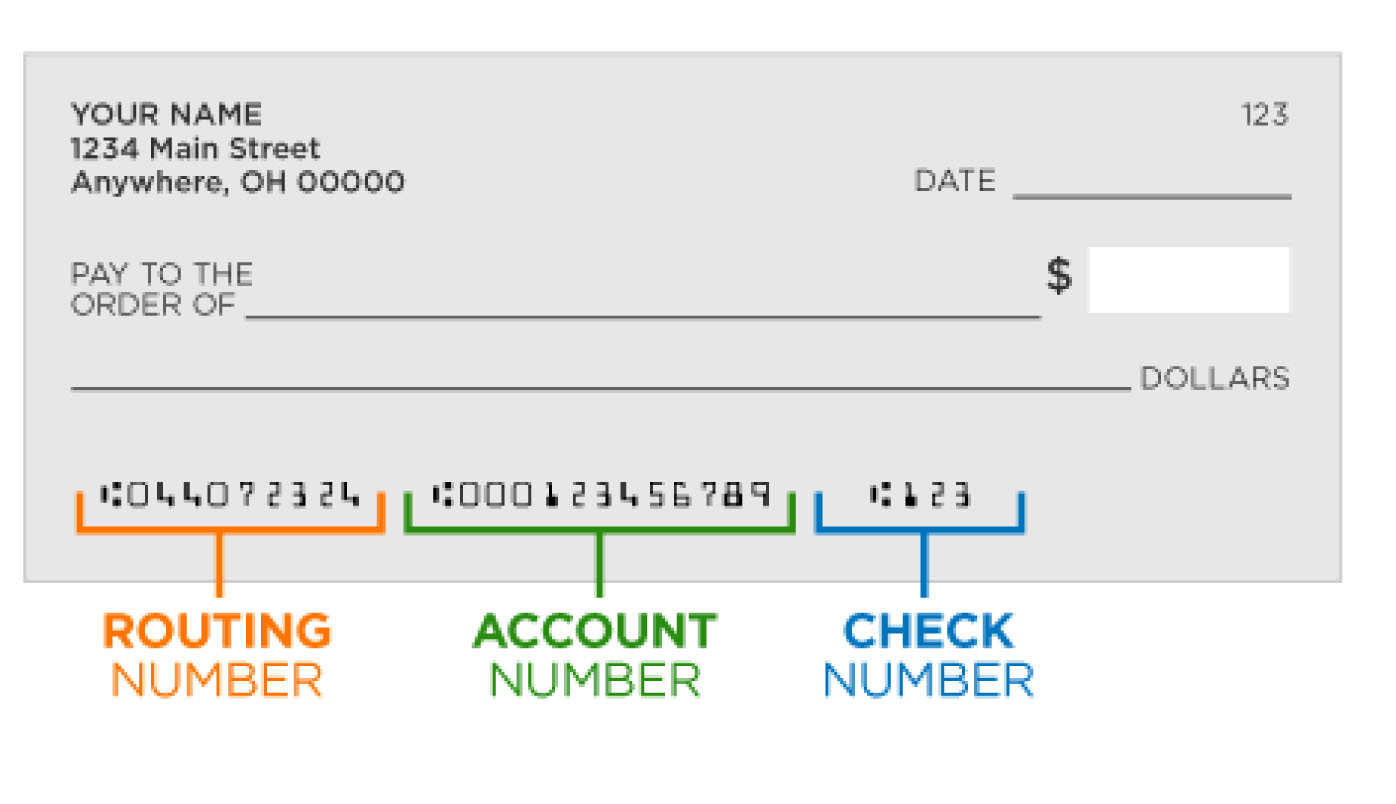 YOUR NAME 123
1234 Main Street
Anywhere, OH 00000 DATE
PAY TO THE
ORDER OF $
DOLLARS
⑆044072324 ⑆000123456789 ⑆123
ROUTING ACCOUNT CHECK
NUMBER NUMBER NUMBER